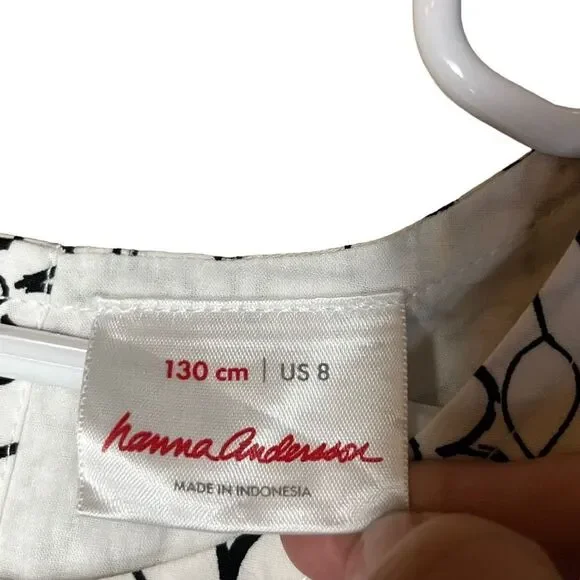 130 cm | US 8
hanna Andersson
MADE IN INDONESIA